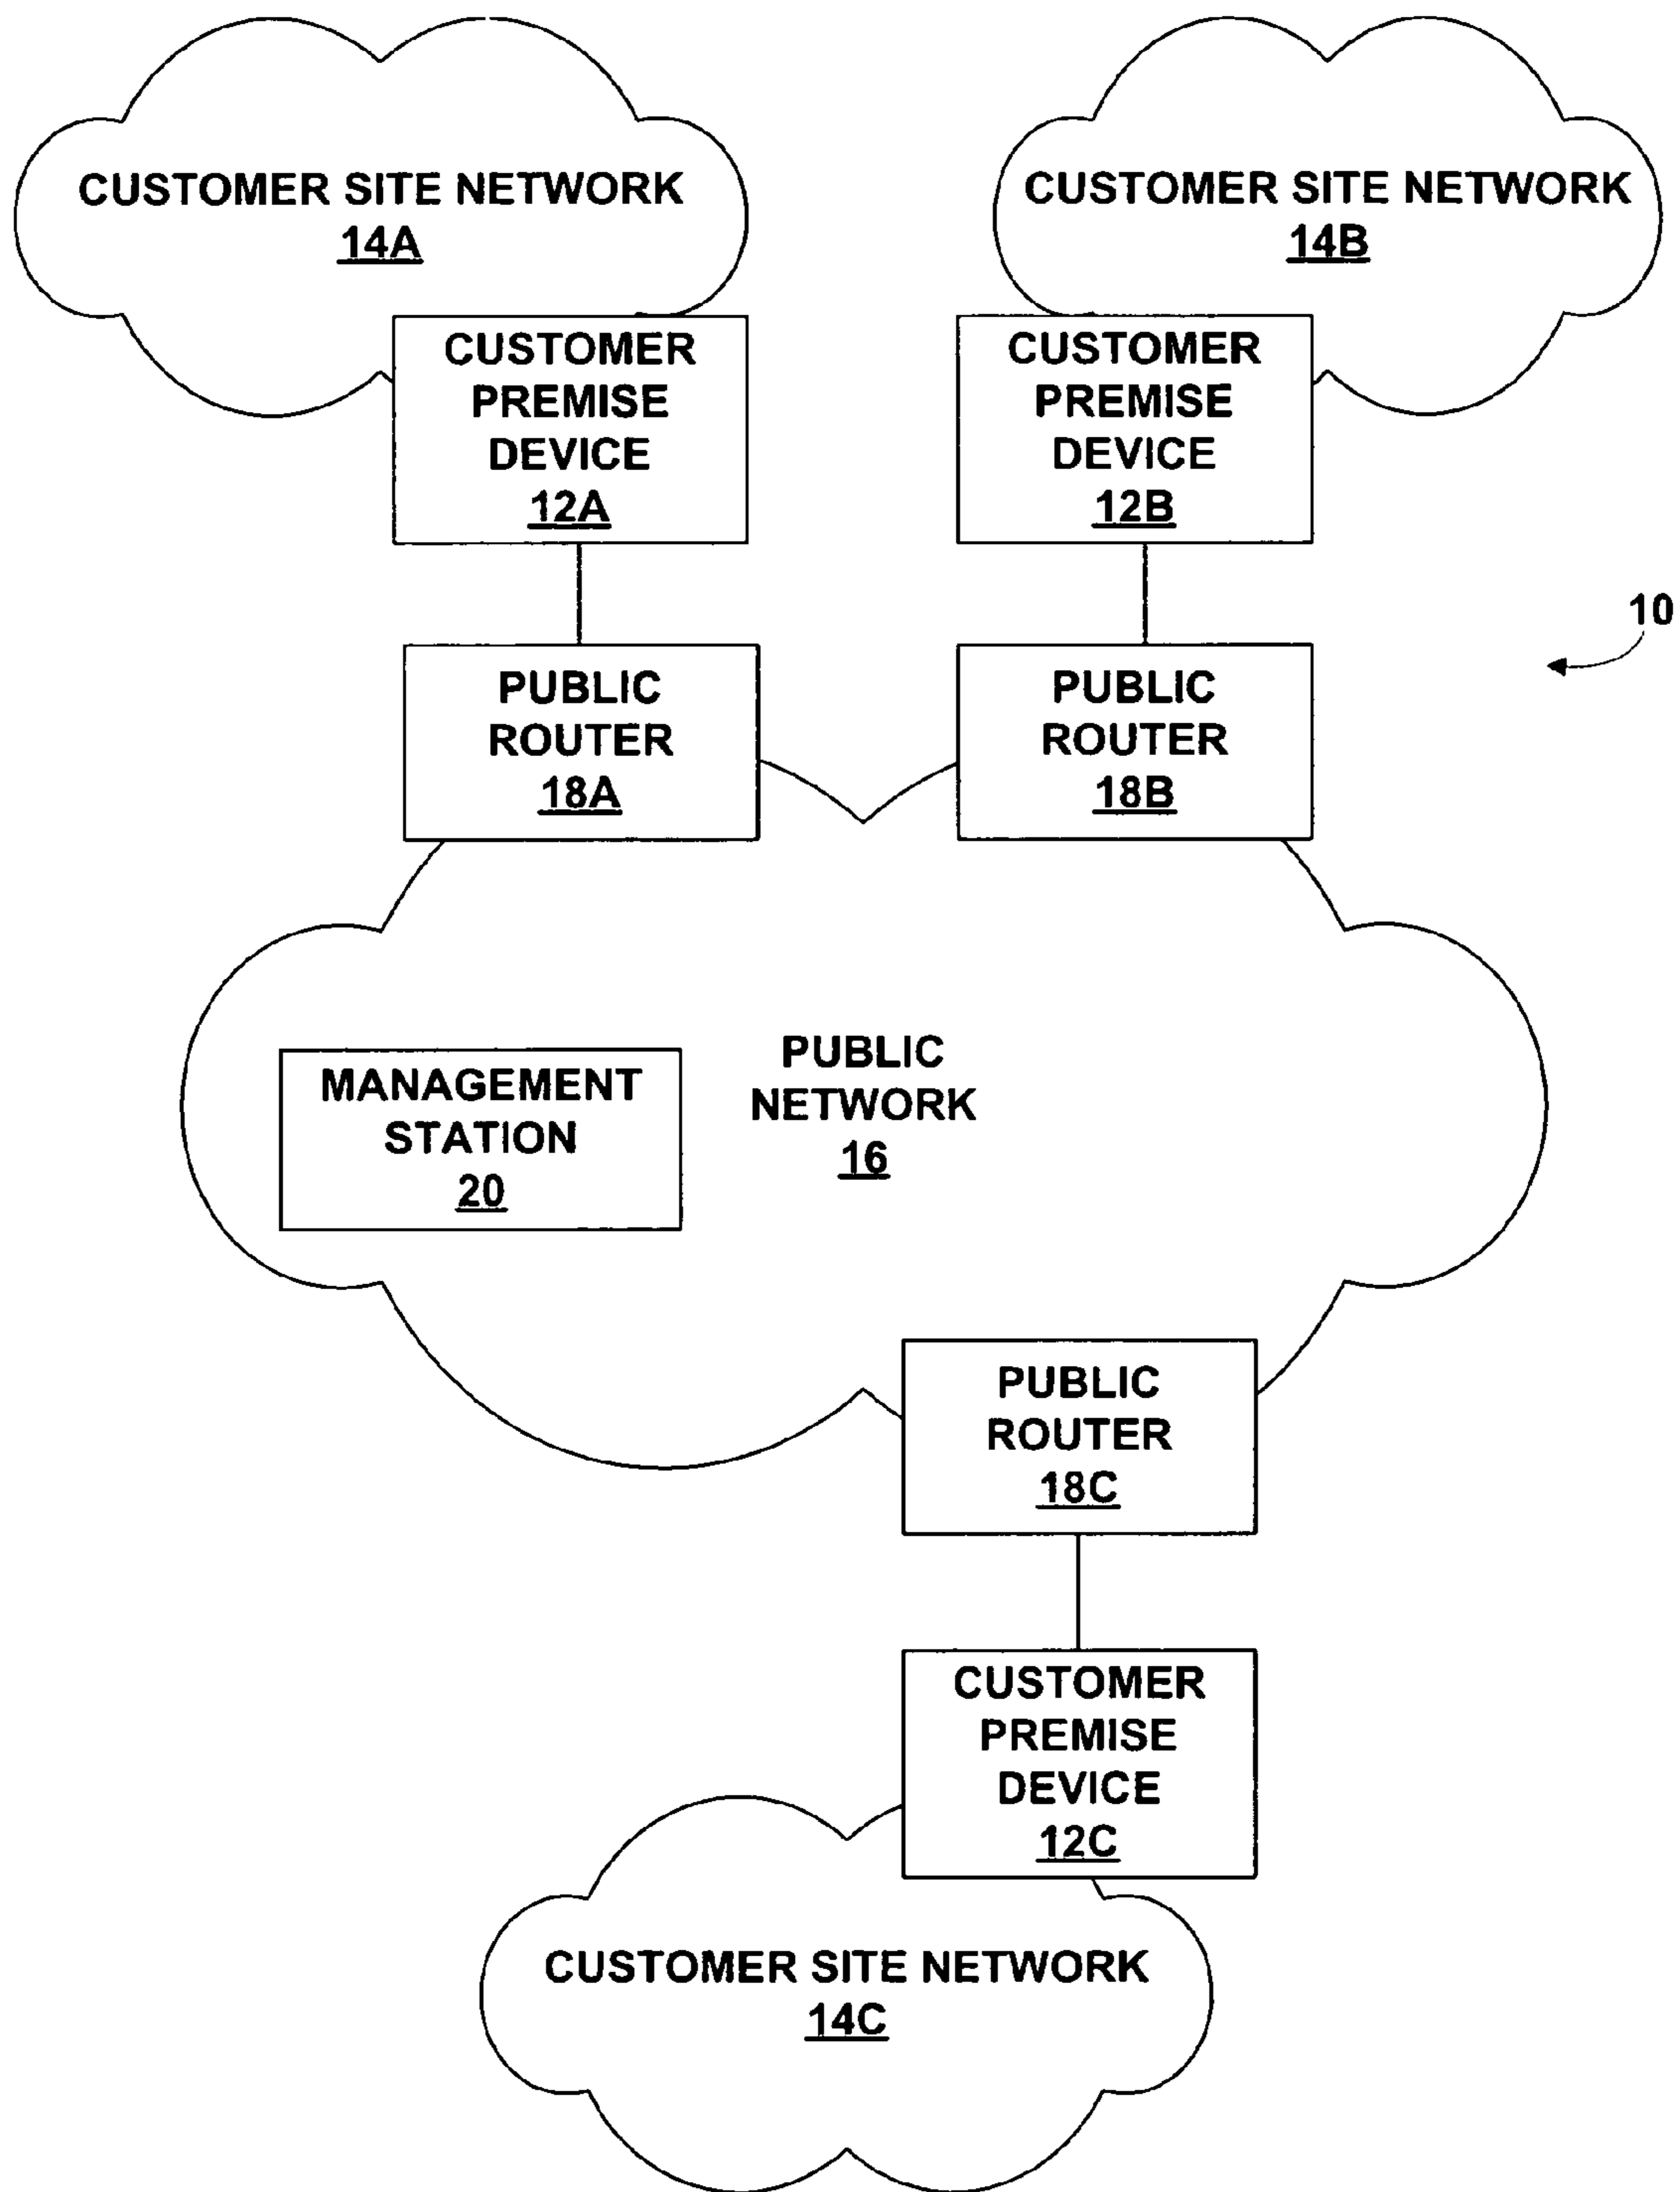 CUSTOMER SITE NETWORK
14A
CUSTOMER SITE NETWORK
14B
CUSTOMER
PREMISE
DEVICE
12A
CUSTOMER
PREMISE
DEVICE
12B
10
PUBLIC
ROUTER
18A
PUBLIC
ROUTER
18B
MANAGEMENT
STATION
20
PUBLIC
NETWORK
16
PUBLIC
ROUTER
18C
CUSTOMER
PREMISE
DEVICE
12C
CUSTOMER SITE NETWORK
14C